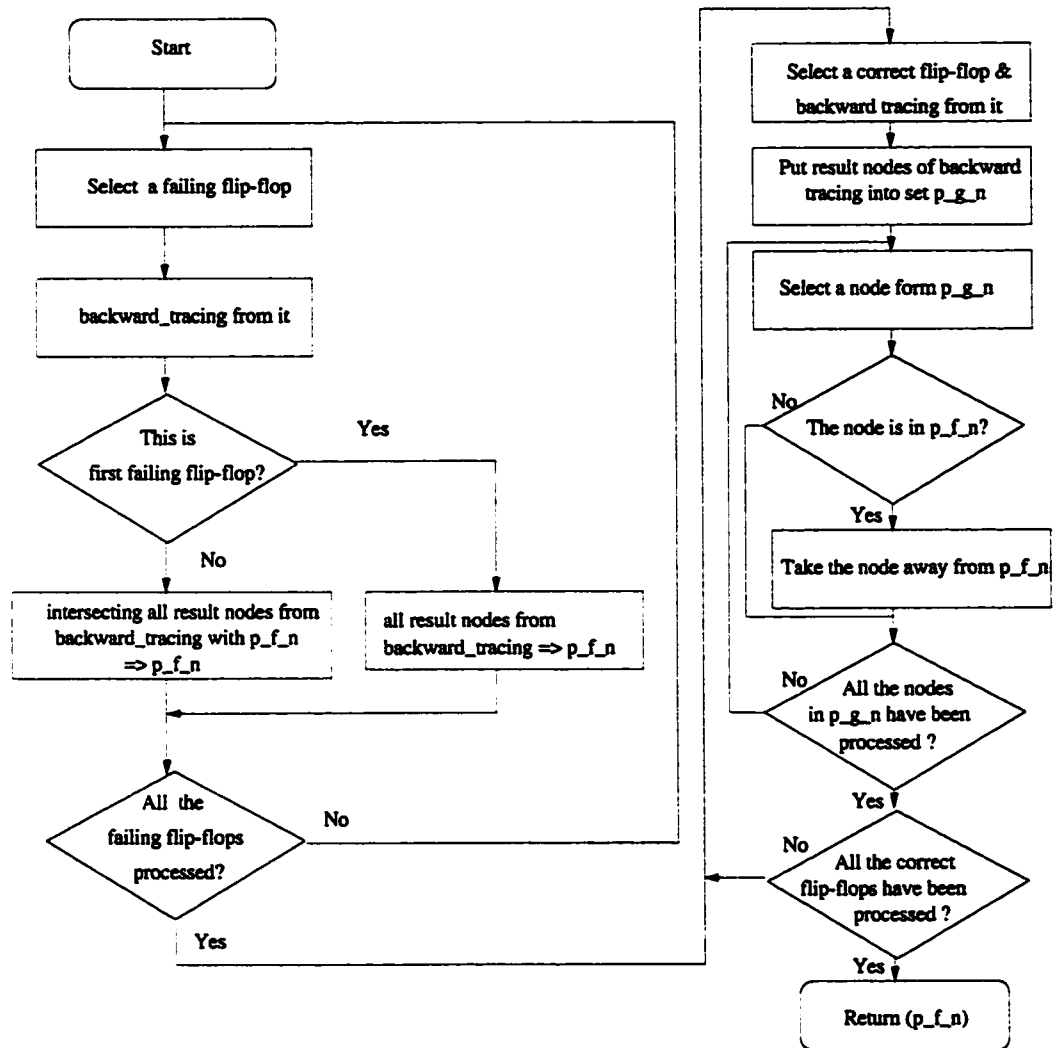 Start
Select a failing flip-flop
backward_tracing from it
This is
first failing flip-flop?
Yes
No
intersecting all result nodes from
backward_tracing with p_f_n
=> p_f_n
all result nodes from
backward_tracing => p_f_n
All the
failing flip-flops
processed?
No
Yes
Select a correct flip-flop &
backward tracing from it
Put result nodes of backward
tracing into set p_g_n
Select a node form p_g_n
No
The node is in p_f_n?
Yes
Take the node away from p_f_n
No
All the nodes
in p_g_n have been
processed ?
Yes
No
All the correct
flip-flops have been
processed ?
Yes
Return (p_f_n)